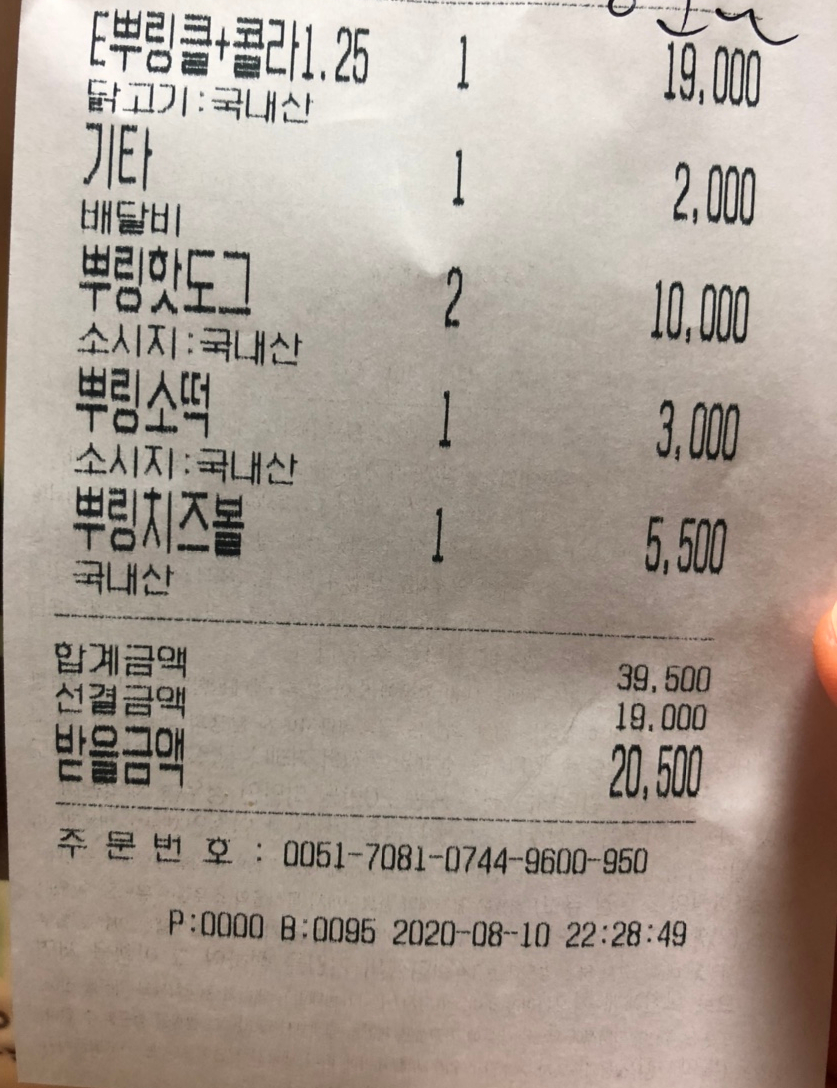 E뿌링클+콜라1.25 1 19,000
닭고기:국내산
기타 1 2,000
배달비
뿌링핫도그 2 10,000
소시지:국내산
뿌링소떡 1 3,000
소시지:국내산
뿌링치즈볼 1 5,500
국내산
합계금액 39,500
선결금액 19,000
받을금액 20,500
주 문 번 호 : 0051-7081-0744-9600-950
P:0000 B:0095 2020-08-10 22:28:49